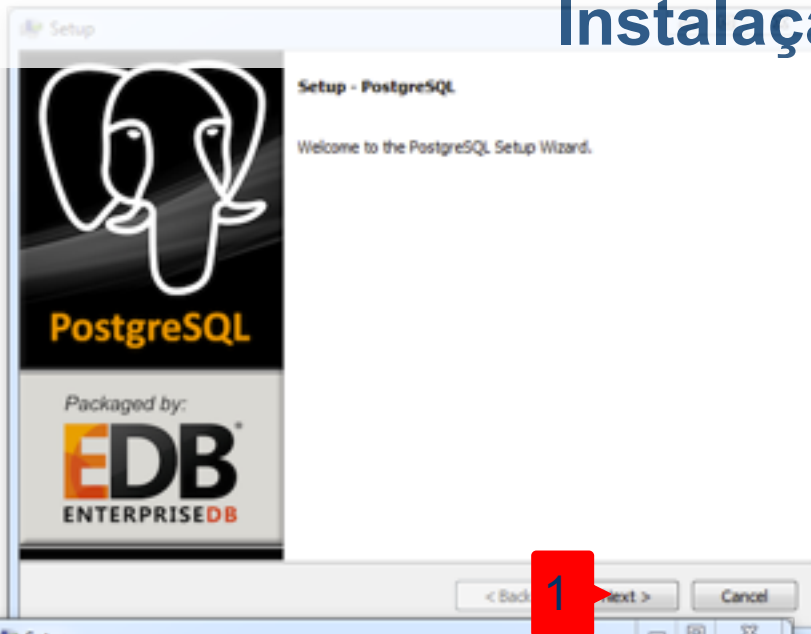 Instalaç
Setup
Setup - PostgreSQL
Welcome to the PostgreSQL Setup Wizard.
PostgreSQL
Packaged by:
EDB
ENTERPRISEDB
< Back
1
Next >
Cancel